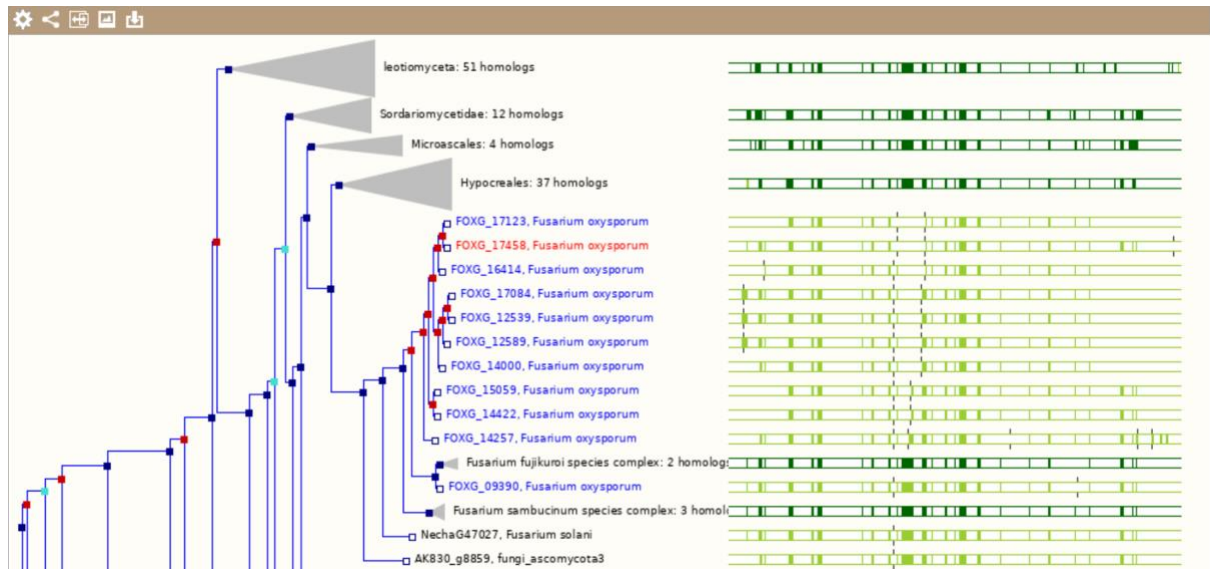 leotiomyceta: 51 homologs
Sordariomycetidae: 12 homologs
Microascales: 4 homologs
Hypocreales: 37 homologs
FOXG_17123, Fusarium oxysporum
FOXG_17458, Fusarium oxysporum
FOXG_16414, Fusarium oxysporum
FOXG_17084, Fusarium oxysporum
FOXG_12539, Fusarium oxysporum
FOXG_12589, Fusarium oxysporum
FOXG_14000, Fusarium oxysporum
FOXG_15059, Fusarium oxysporum
FOXG_14422, Fusarium oxysporum
FOXG_14257, Fusarium oxysporum
Fusarium fujikuroi species complex: 2 homologs
FOXG_09390, Fusarium oxysporum
Fusarium sambucinum species complex: 3 homol
NechaG47027, Fusarium solani
AK830_g8859, fungi_ascomycota3